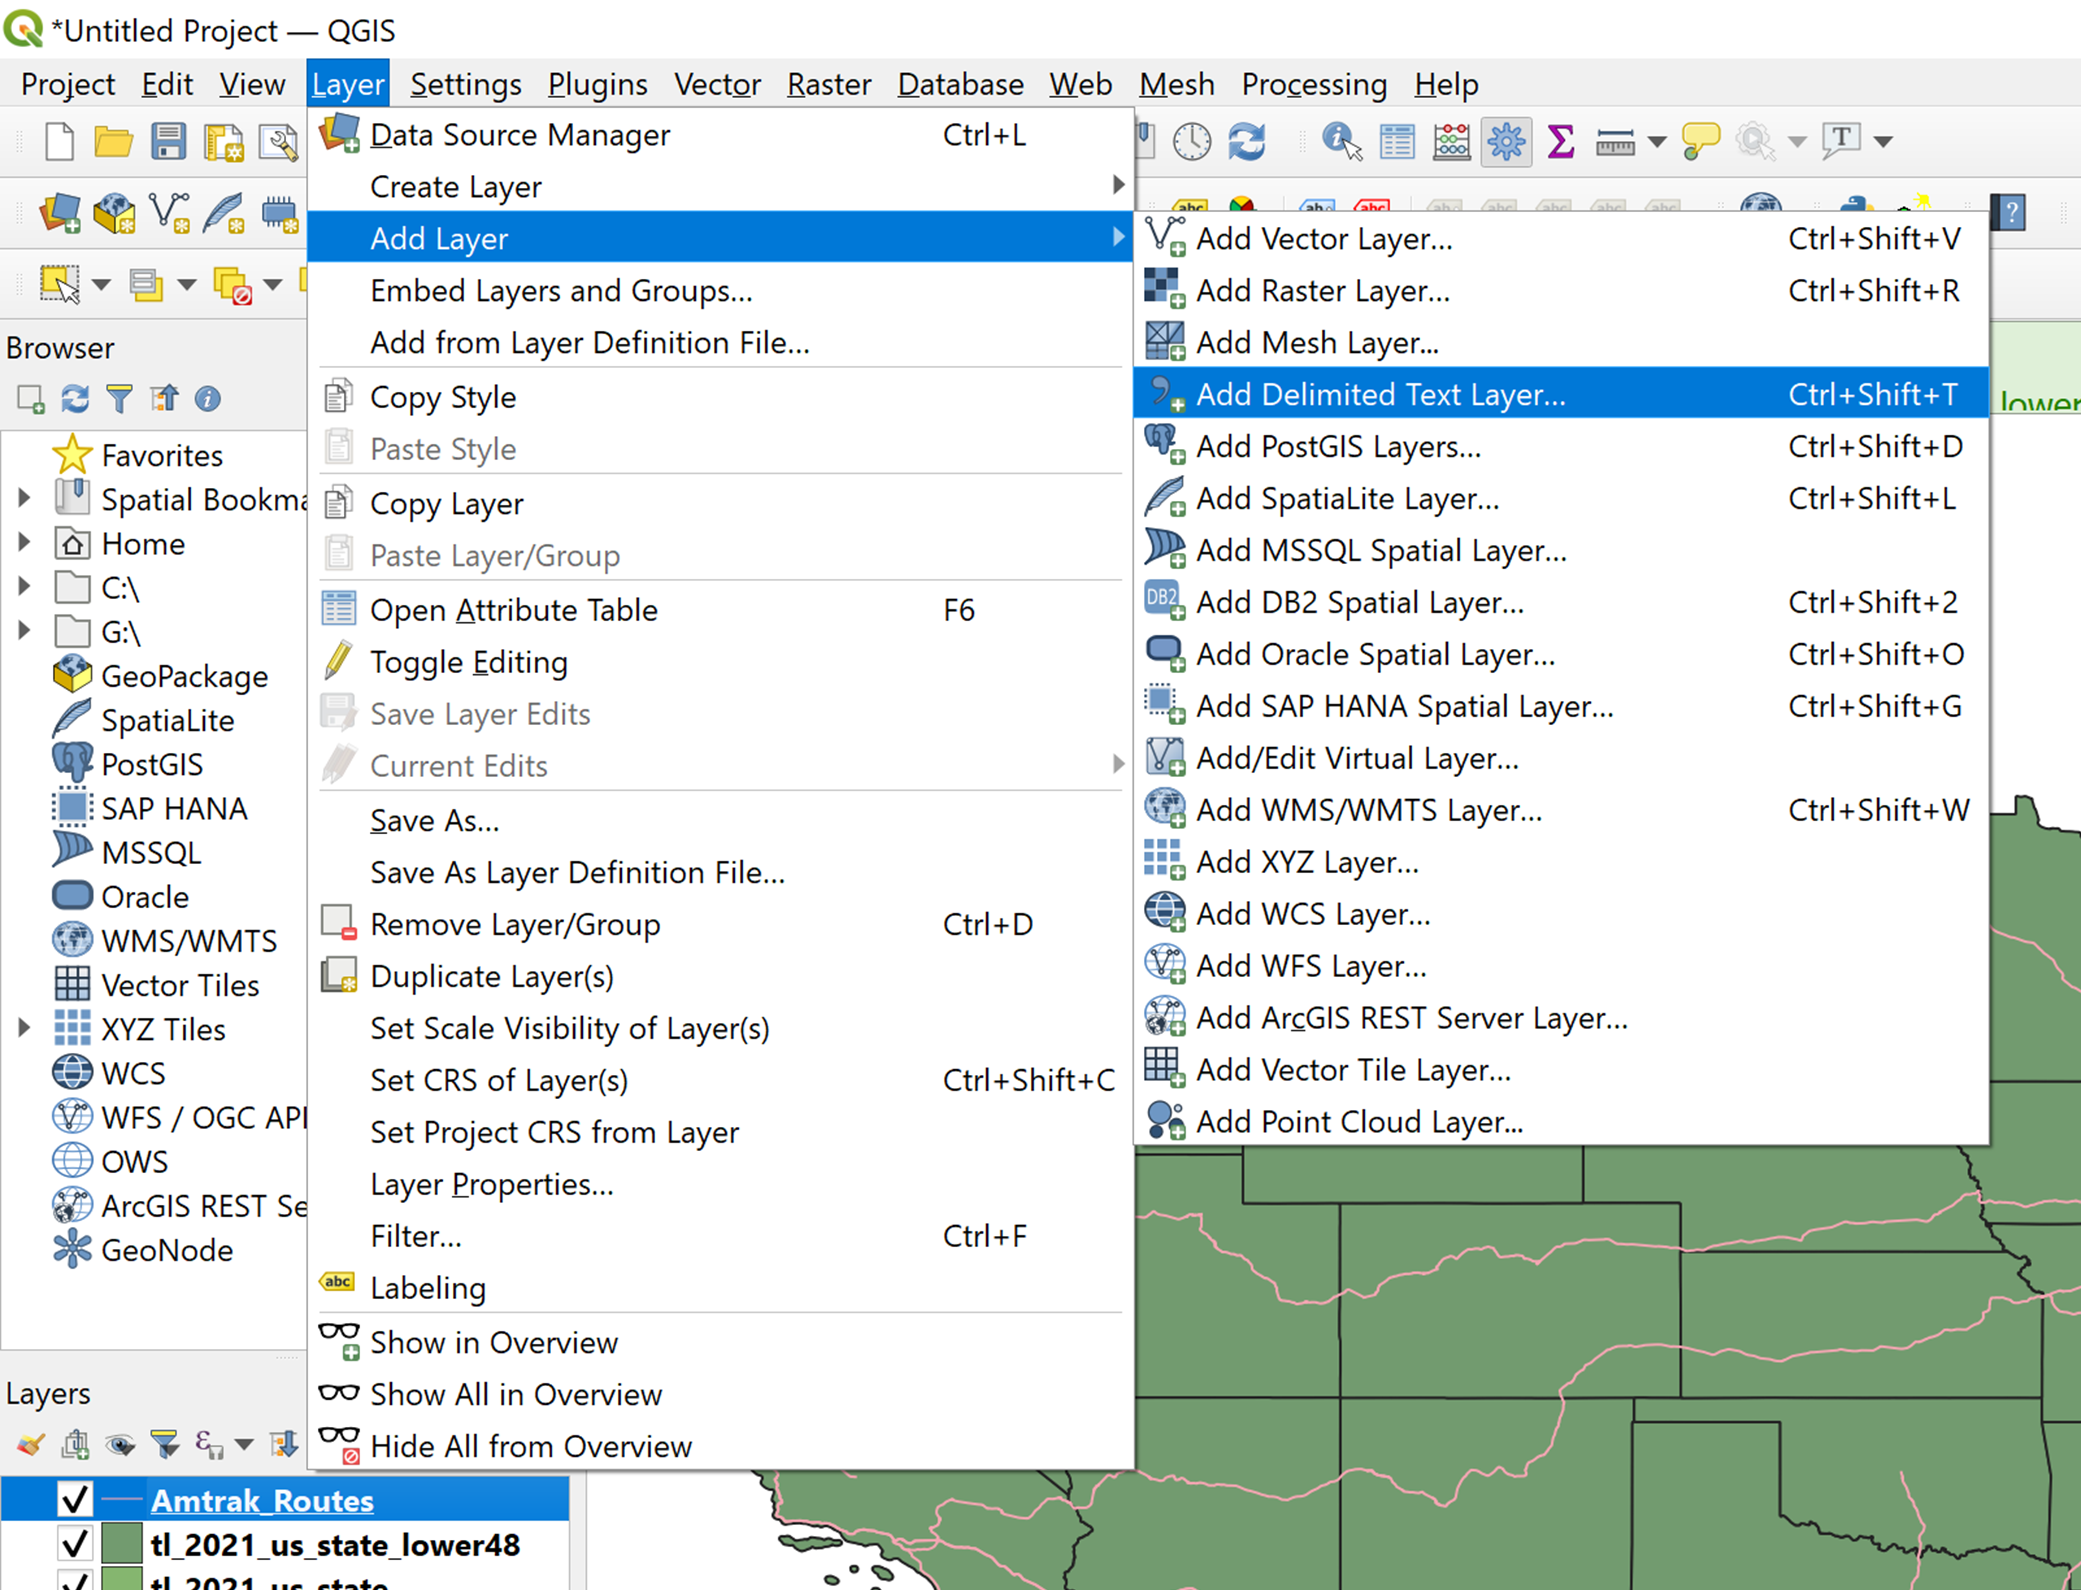 *Untitled Project — QGIS
Project Edit View Layer Settings Plugins Vector Raster Database Web Mesh Processing Help
Data Source Manager Ctrl+L
Create Layer
Add Layer
Embed Layers and Groups...
Add from Layer Definition File...
Copy Style
Paste Style
Copy Layer
Paste Layer/Group
Open Attribute Table F6
Toggle Editing
Save Layer Edits
Current Edits
Save As...
Save As Layer Definition File...
Remove Layer/Group Ctrl+D
Duplicate Layer(s)
Set Scale Visibility of Layer(s)
Set CRS of Layer(s) Ctrl+Shift+C
Set Project CRS from Layer
Layer Properties...
Filter... Ctrl+F
abc Labeling
Show in Overview
Show All in Overview
Hide All from Overview
Add Vector Layer... Ctrl+Shift+V
Add Raster Layer... Ctrl+Shift+R
Add Mesh Layer...
Add Delimited Text Layer... Ctrl+Shift+T
Add PostGIS Layers... Ctrl+Shift+D
Add SpatiaLite Layer... Ctrl+Shift+L
Add MSSQL Spatial Layer...
DB2 Add DB2 Spatial Layer... Ctrl+Shift+2
Add Oracle Spatial Layer... Ctrl+Shift+O
Add SAP HANA Spatial Layer... Ctrl+Shift+G
Add/Edit Virtual Layer...
Add WMS/WMTS Layer... Ctrl+Shift+W
Add XYZ Layer...
Add WCS Layer...
Add WFS Layer...
Add ArcGIS REST Server Layer...
Add Vector Tile Layer...
Add Point Cloud Layer...
lower
Browser
Favorites
Spatial Bookma
Home
C:\
G:\
GeoPackage
SpatiaLite
PostGIS
SAP HANA
MSSQL
Oracle
WMS/WMTS
Vector Tiles
XYZ Tiles
WCS
WFS / OGC API
OWS
ArcGIS REST Se
GeoNode
Layers
Amtrak_Routes
tl_2021_us_state_lower48
tl_2021_us_state